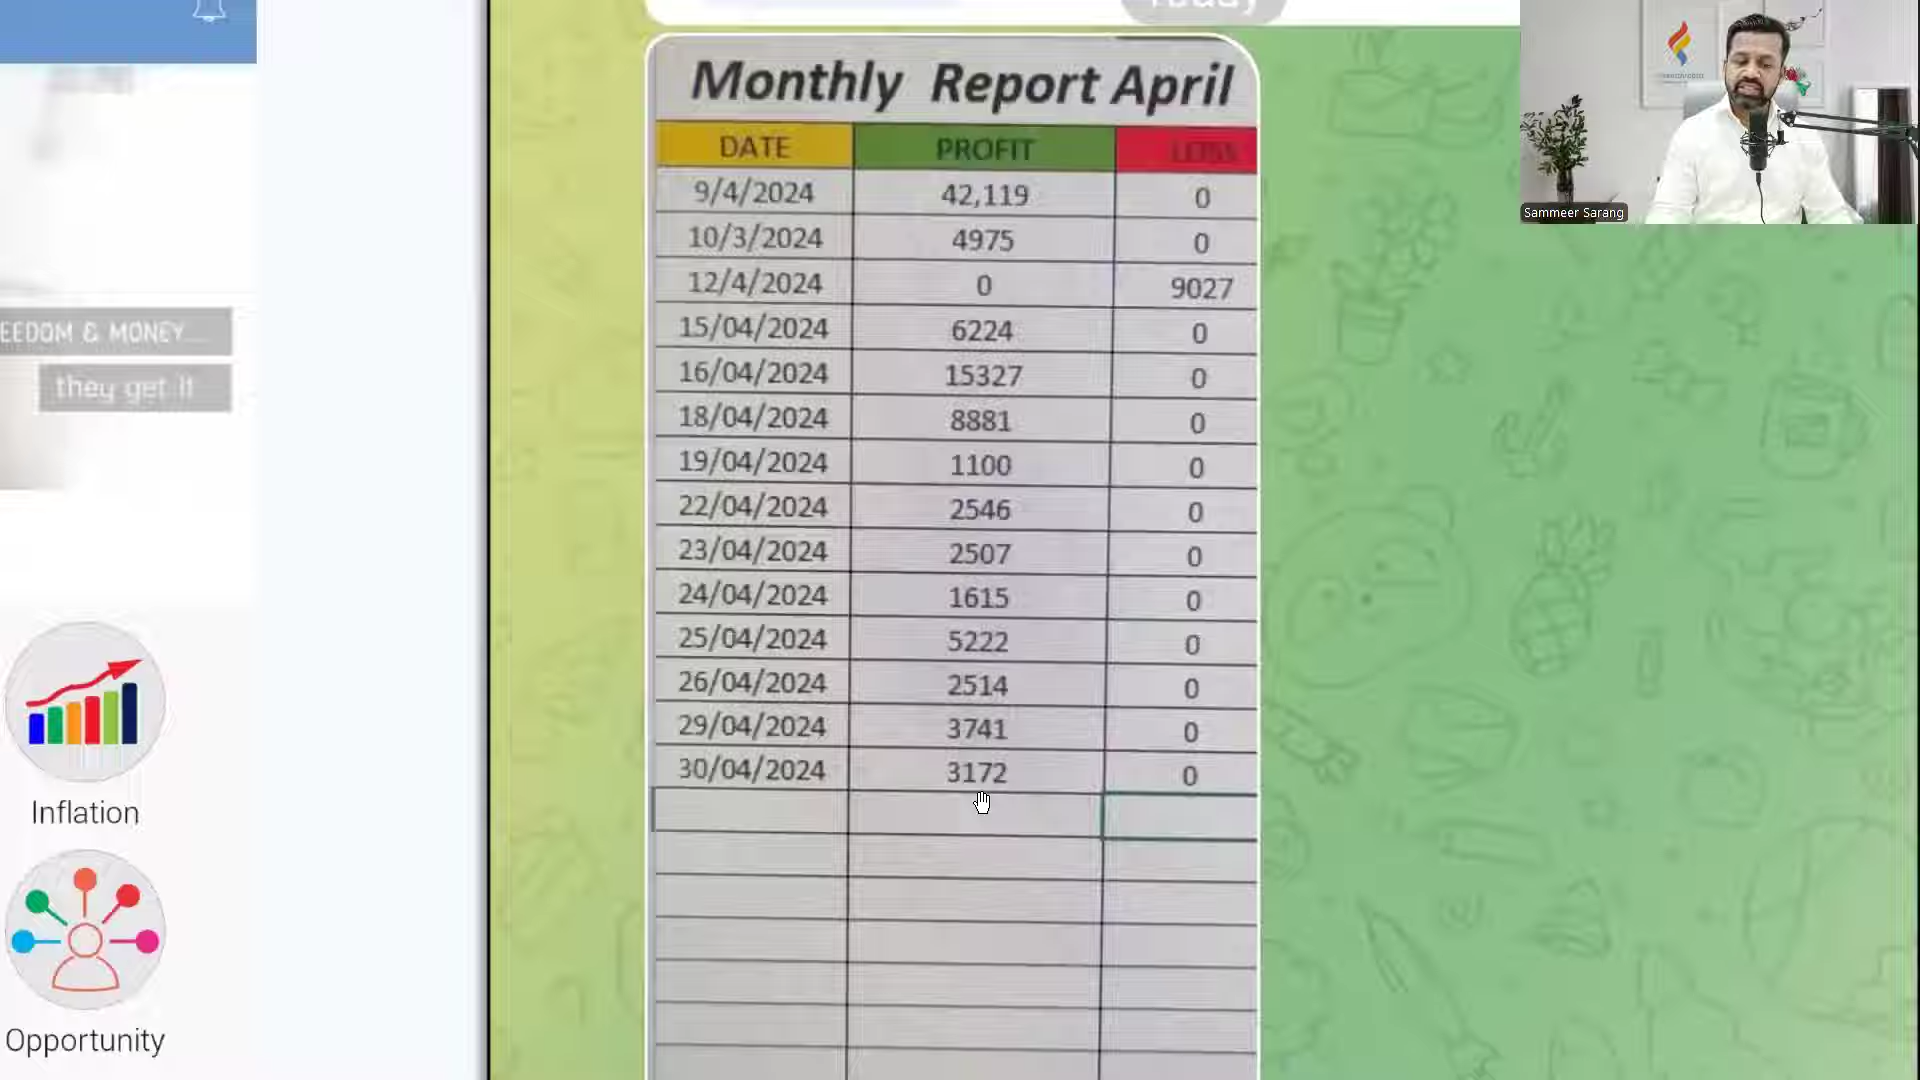 Today
Monthly Report April
DATE PROFIT LOSS
9/4/2024 42,119 0
10/3/2024 4975 0
12/4/2024 0 9027
15/04/2024 6224 0
16/04/2024 15327 0
18/04/2024 8881 0
19/04/2024 1100 0
22/04/2024 2546 0
23/04/2024 2507 0
24/04/2024 1615 0
25/04/2024 5222 0
26/04/2024 2514 0
29/04/2024 3741 0
30/04/2024 3172 0
EEDOM & MONEY...
they get it
Inflation
Opportunity
Sammeer Sarang